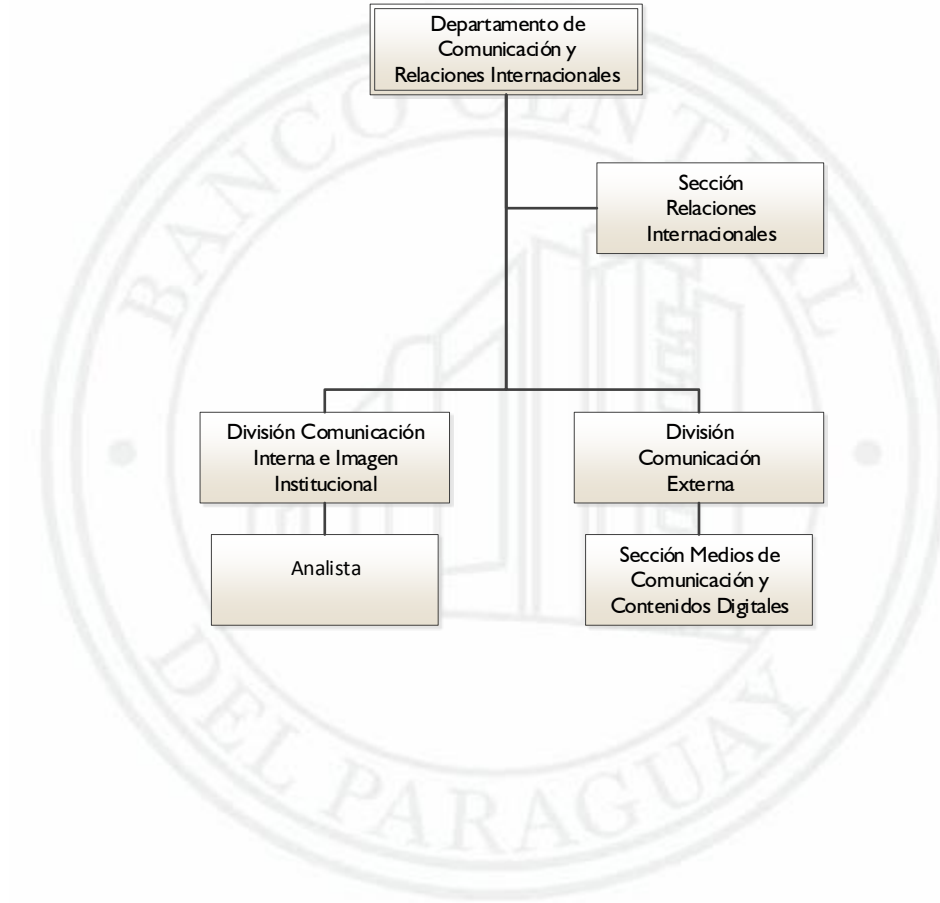 Departamento de
Comunicación y
Relaciones Internacionales
Sección
Relaciones
Internacionales
División Comunicación
Interna e Imagen
Institucional
División
Comunicación
Externa
Analista
Sección Medios de
Comunicación y
Contenidos Digitales
BANCO CENTRAL
DEL PARAGUAY